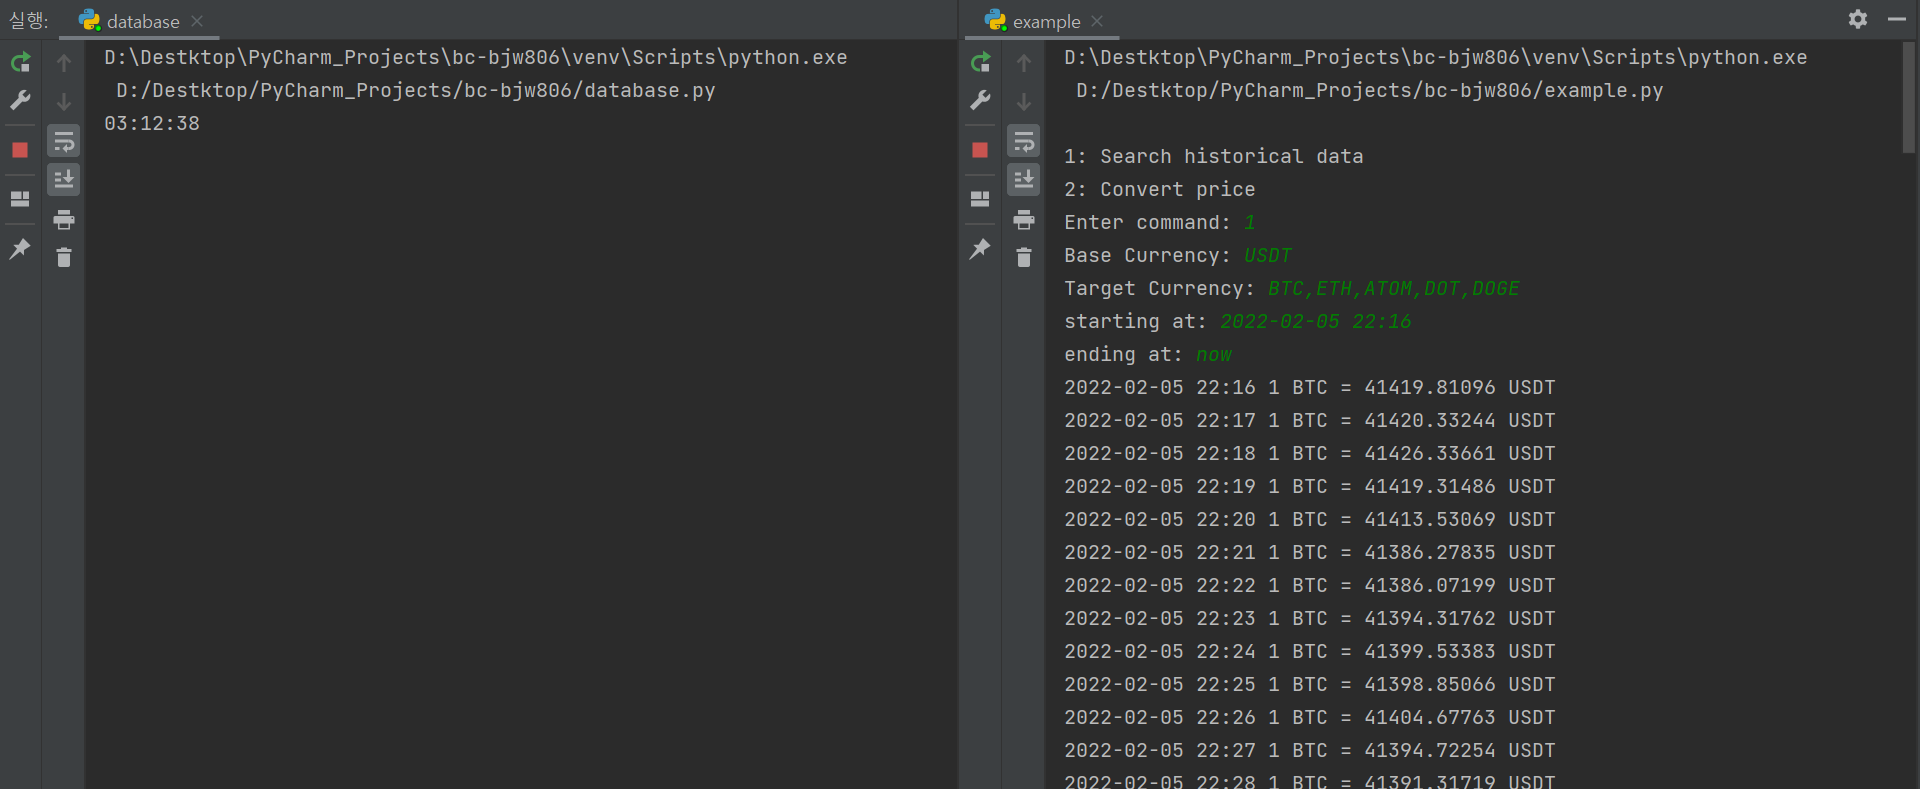 실행:
database
D:\Desktktop\PyCharm_Projects\bc-bjw806\venv\Scripts\python.exe
D:/Desktktop/PyCharm_Projects/bc-bjw806/database.py
03:12:38
example
D:\Desktktop\PyCharm_Projects\bc-bjw806\venv\Scripts\python.exe
D:/Desktktop/PyCharm_Projects/bc-bjw806/example.py
1: Search historical data
2: Convert price
Enter command: 1
Base Currency: USDT
Target Currency: BTC,ETH,ATOM,DOT,DOGE
starting at: 2022-02-05 22:16
ending at: now
2022-02-05 22:16 1 BTC = 41419.81096 USDT
2022-02-05 22:17 1 BTC = 41420.33244 USDT
2022-02-05 22:18 1 BTC = 41426.33661 USDT
2022-02-05 22:19 1 BTC = 41419.31486 USDT
2022-02-05 22:20 1 BTC = 41413.53069 USDT
2022-02-05 22:21 1 BTC = 41386.27835 USDT
2022-02-05 22:22 1 BTC = 41386.07199 USDT
2022-02-05 22:23 1 BTC = 41394.31762 USDT
2022-02-05 22:24 1 BTC = 41399.53383 USDT
2022-02-05 22:25 1 BTC = 41398.85066 USDT
2022-02-05 22:26 1 BTC = 41404.67763 USDT
2022-02-05 22:27 1 BTC = 41394.72254 USDT
2022-02-05 22:28 1 BTC = 41391.31719 USDT